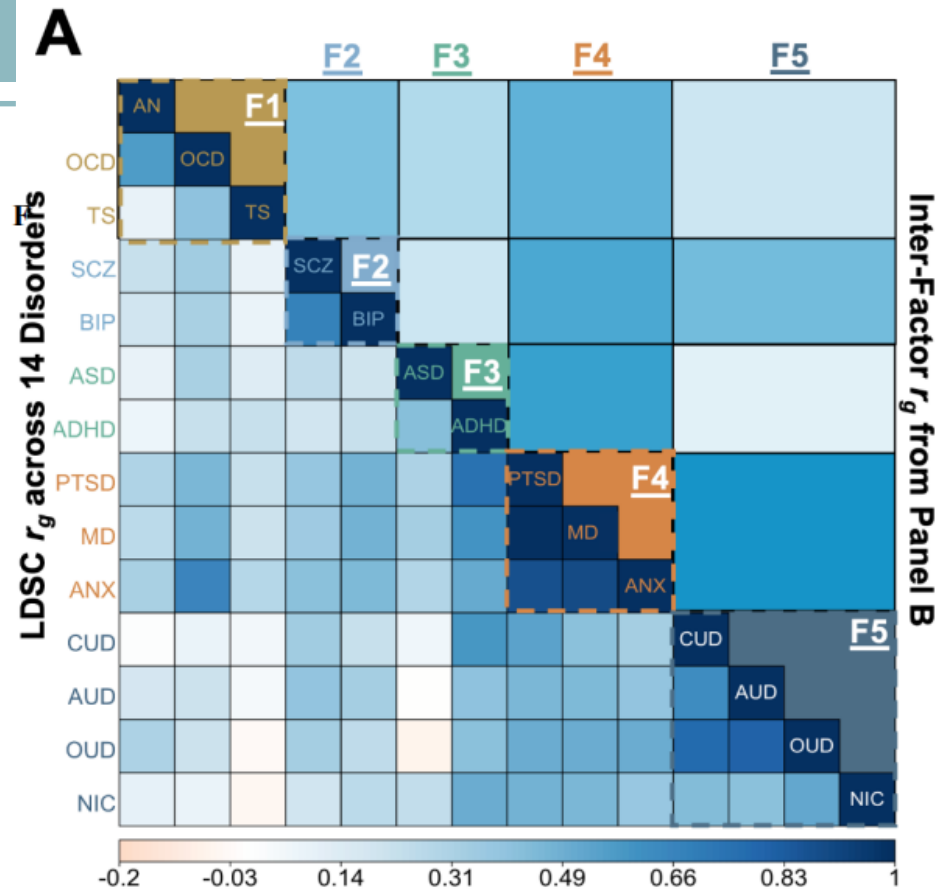 A
F2 F3 F4 F5
AN F1
OCD OCD
F
TS TS
SCZ SCZ F2
BIP BIP
ASD ASD F3
ADHD ADHD
PTSD PTSD F4
MD MD
ANX ANX
CUD CUD F5
AUD AUD
OUD OUD
NIC NIC
LDSC rg across 14 Disorders
Inter-Factor rg from Panel B
-0.2 -0.03 0.14 0.31 0.49 0.66 0.83 1